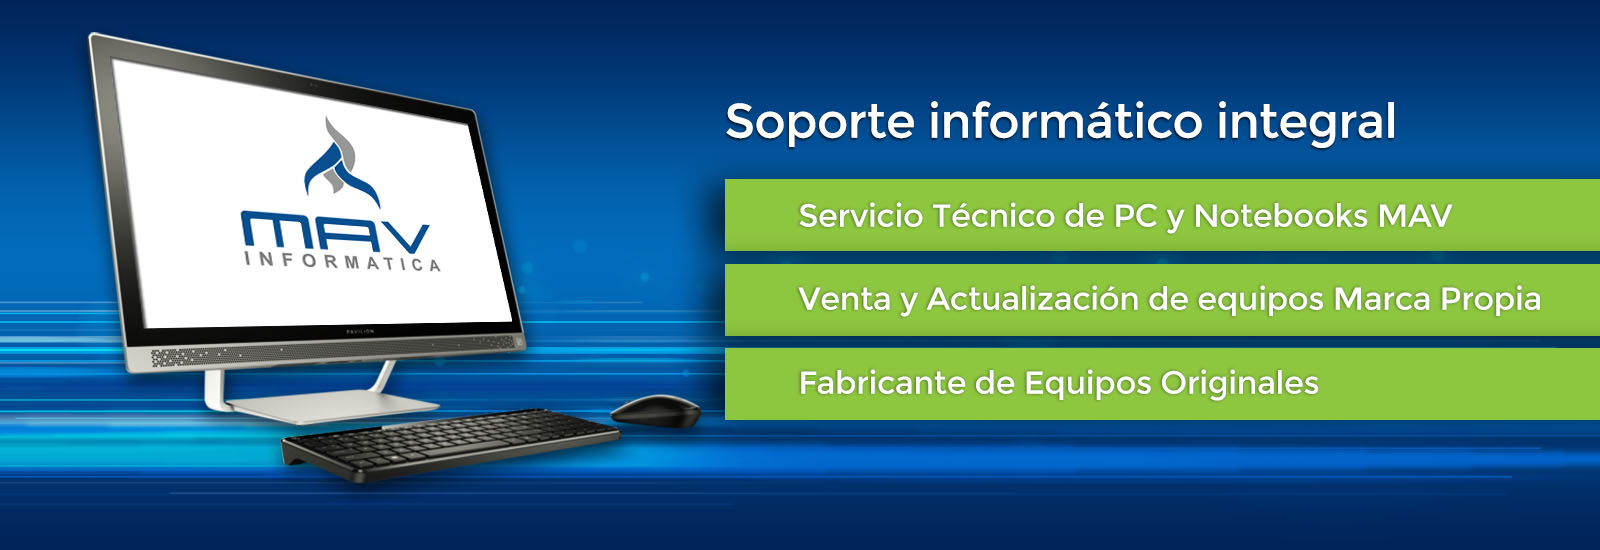 MAV
INFORMATICA
PAVILION
Soporte informático integral
Servicio Técnico de PC y Notebooks MAV
Venta y Actualización de equipos Marca Propia
Fabricante de Equipos Originales